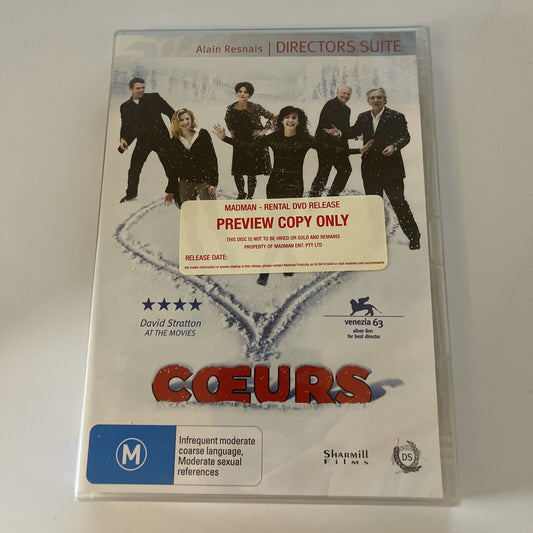 Alain Resnais | DIRECTORS SUITE
MADMAN - RENTAL DVD RELEASE
PREVIEW COPY ONLY
THIS DISC IS NOT TO BE HIRED OR SOLD AND REMAINS
PROPERTY OF MADMAN ENT. PTY LTD
RELEASE DATE:
★★★★
David Stratton
AT THE MOVIES
venezia 63
silver lion
for best director
CŒURS
M
Infrequent moderate
coarse language,
Moderate sexual
references
Sharmill
Films
DS